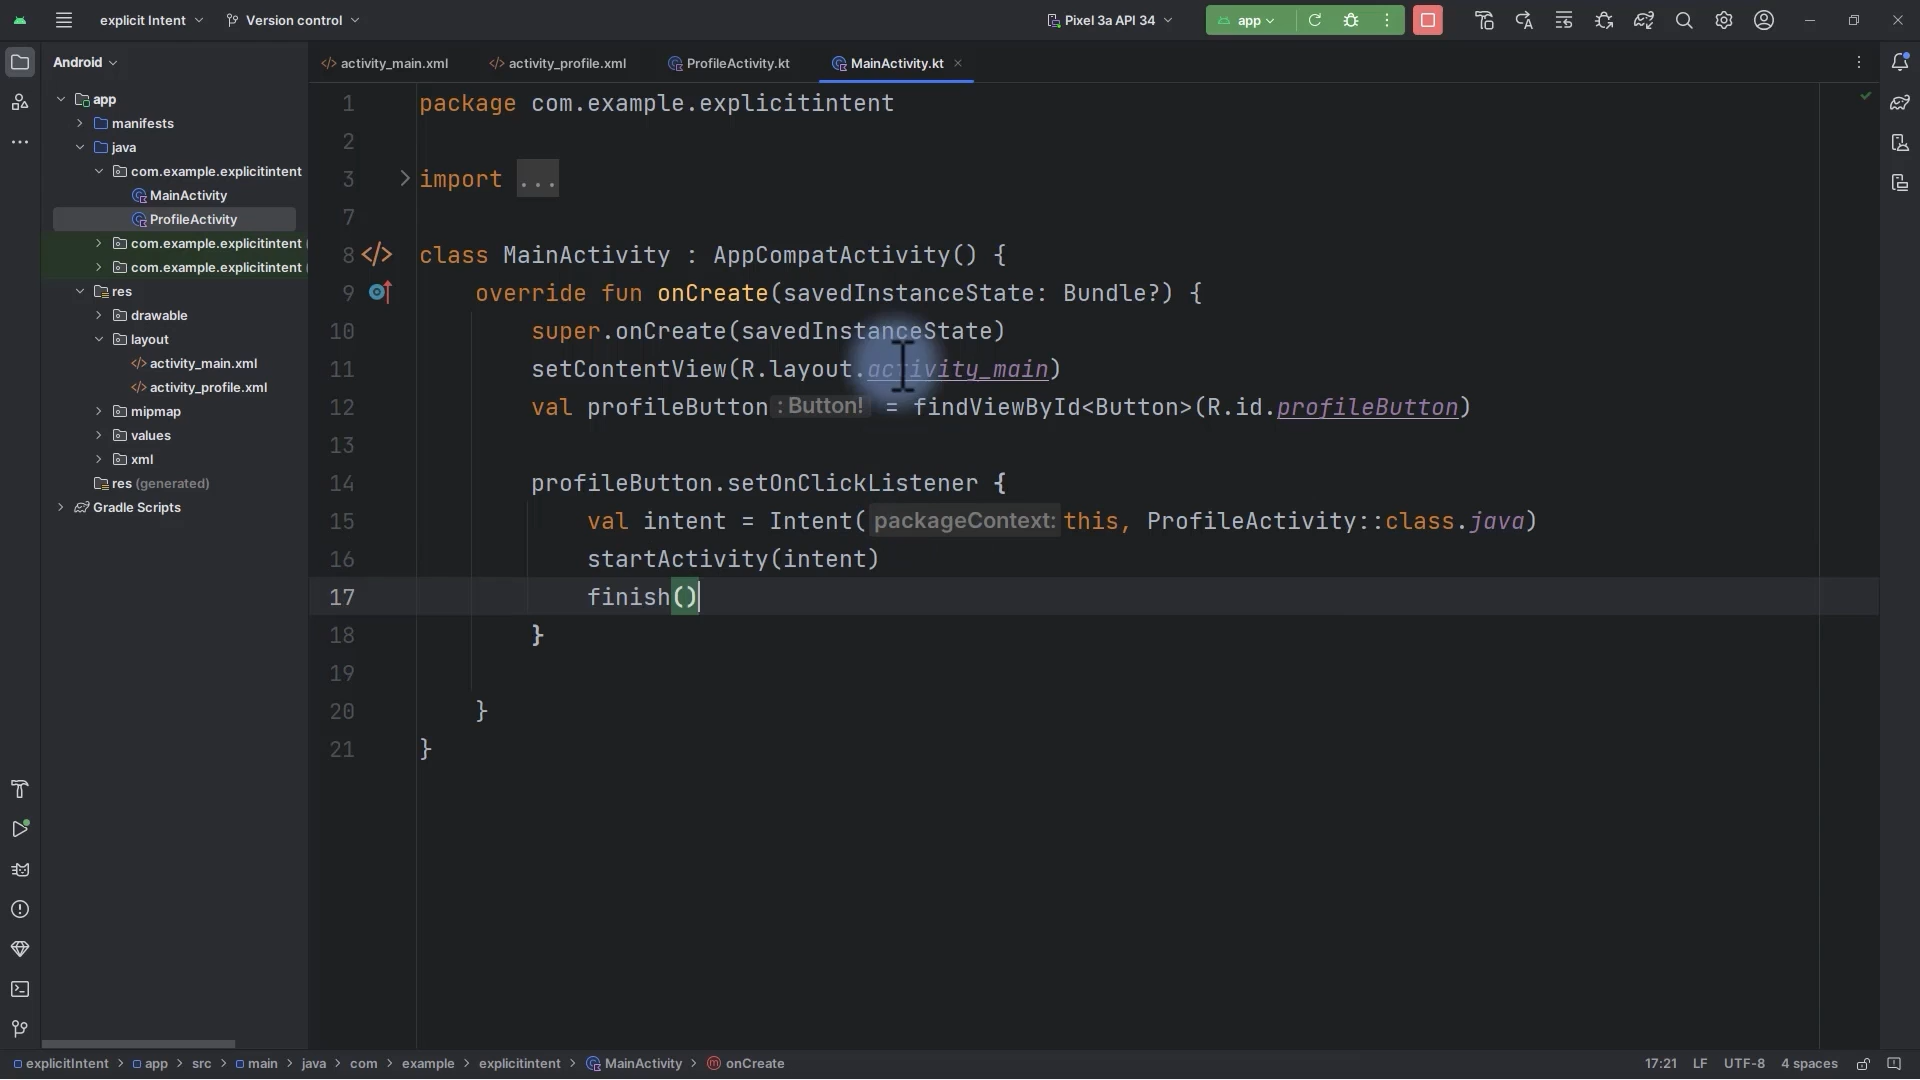 explicit Intent
Version control
Pixel 3a API 34
app
Android
activity_main.xml
activity_profile.xml
ProfileActivity.kt
MainActivity.kt
app
manifests
java
com.example.explicitintent
MainActivity
ProfileActivity
com.example.explicitintent
com.example.explicitintent
res
drawable
layout
activity_main.xml
activity_profile.xml
mipmap
values
xml
res (generated)
Gradle Scripts
1 package com.example.explicitintent
2
3 import ...
7
8 class MainActivity : AppCompatActivity() {
9 override fun onCreate(savedInstanceState: Bundle?) {
10 super.onCreate(savedInstanceState)
11 setContentView(R.layout.activity_main)
12 val profileButton : Button! = findViewById<Button>(R.id.profileButton)
13
14 profileButton.setOnClickListener {
15 val intent = Intent( packageContext: this, ProfileActivity::class.java)
16 startActivity(intent)
17 finish()
18 }
19
20 }
21 }
explicitIntent > app > src > main > java > com > example > explicitintent > MainActivity > onCreate
17:21 LF UTF-8 4 spaces